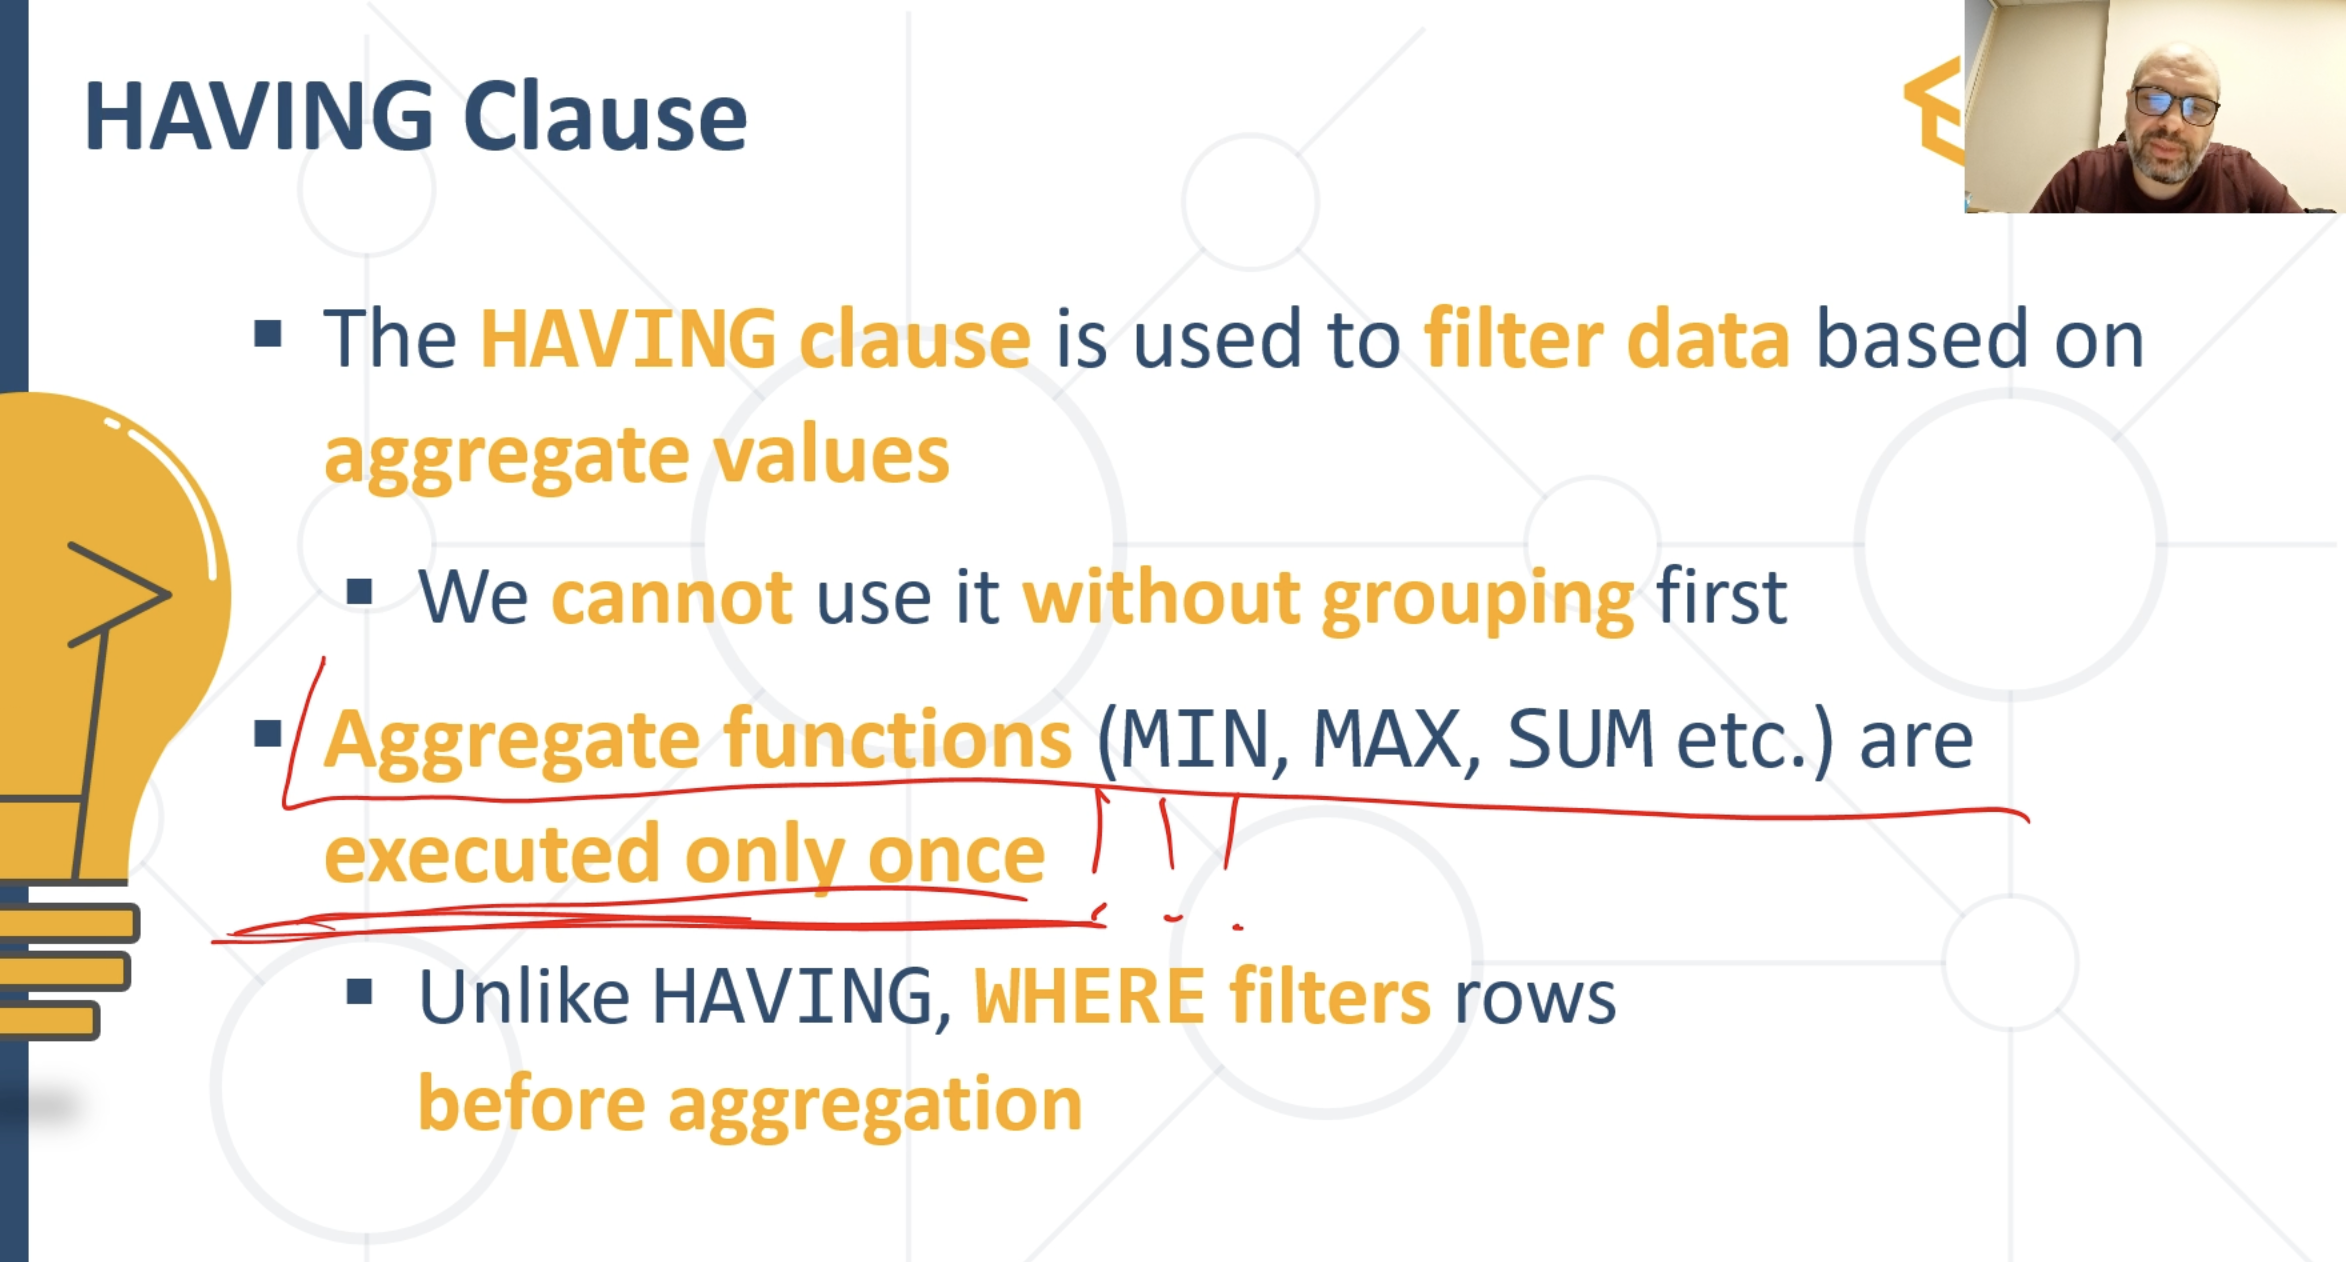 HAVING Clause
The HAVING clause is used to filter data based on
aggregate values
We cannot use it without grouping first
Aggregate functions (MIN, MAX, SUM etc.) are
executed only once
!!!
Unlike HAVING, WHERE filters rows
before aggregation